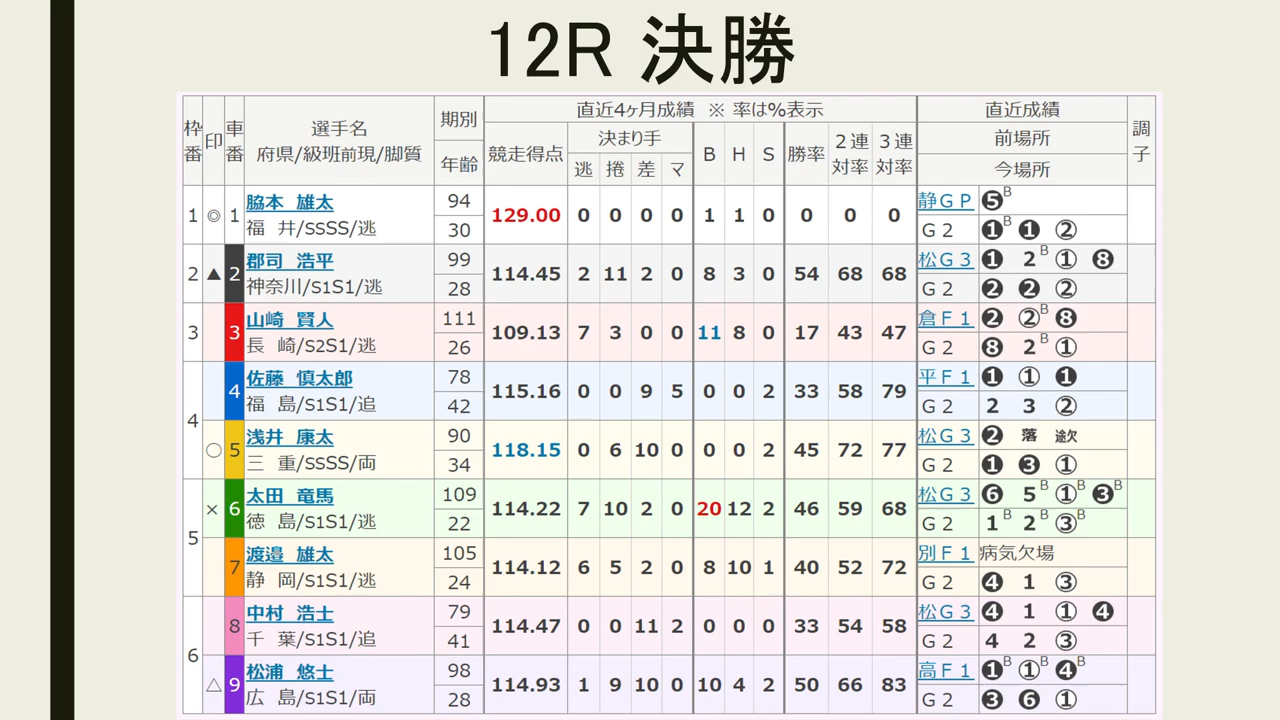 12R 決勝
枠番 印 車番 選手名 府県/級班前現/脚質 期別 年齢 直近4ヶ月成績 ※ 率は%表示 直近成績 調子
競走得点 決まり手 B H S 勝率 2連対率 3連対率 前場所
逃 捲 差 マ 今場所
1 ◎ 1 脇本 雄太 94 129.00 0 0 0 0 1 1 0 0 0 0 静GP ❺B
福 井/SSSS/逃 30 G2 ❶B ❶ ②
2 ▲ 2 郡司 浩平 99 114.45 2 11 2 0 8 3 0 54 68 68 松G3 ❶ 2B ① ❽
神奈川/S1S1/逃 28 G2 ❷ ❷ ②
3 3 山崎 賢人 111 109.13 7 3 0 0 11 8 0 17 43 47 倉F1 ❷ ②B ❽
長 崎/S2S1/逃 26 G2 ❽ 2B ①
4 4 佐藤 慎太郎 78 115.16 0 0 9 5 0 0 2 33 58 79 平F1 ❶ ① ❶
福 島/S1S1/追 42 G2 2 3 ②
○ 5 浅井 康太 90 118.15 0 6 10 0 0 0 2 45 72 77 松G3 ❷ 落 途欠
三 重/SSSS/両 34 G2 ❶ ❸ ①
5 × 6 太田 竜馬 109 114.22 7 10 2 0 20 12 2 46 59 68 松G3 ❻ 5B ①B ❸B
徳 島/S1S1/逃 22 G2 1B 2B ③B
7 渡邉 雄太 105 114.12 6 5 2 0 8 10 1 40 52 72 別F1 病気欠場
静 岡/S1S1/逃 24 G2 ❹ 1 ③
6 8 中村 浩士 79 114.47 0 0 11 2 0 0 0 33 54 58 松G3 ❹ 1 ① ❹
千 葉/S1S1/追 41 G2 4 2 ③
△ 9 松浦 悠士 98 114.93 1 9 10 0 10 4 2 50 66 83 高F1 ❶B ①B ❹B
広 島/S1S1/両 28 G2 ❸ ❻ ①